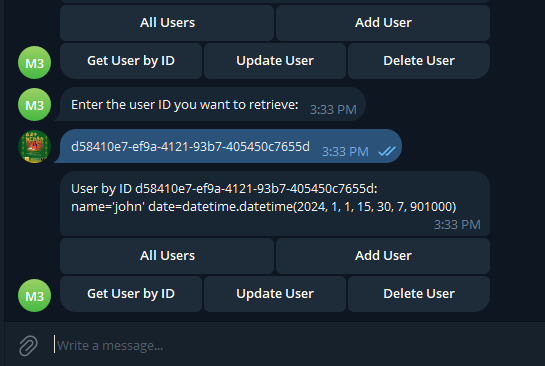 All Users
Add User
M3
Get User by ID
Update User
Delete User
M3
Enter the user ID you want to retrieve:
3:33 PM
d58410e7-ef9a-4121-93b7-405450c7655d
3:33 PM
User by ID d58410e7-ef9a-4121-93b7-405450c7655d:
name='john' date=datetime.datetime(2024, 1, 1, 15, 30, 7, 901000)
3:33 PM
All Users
Add User
M3
Get User by ID
Update User
Delete User
Write a message...